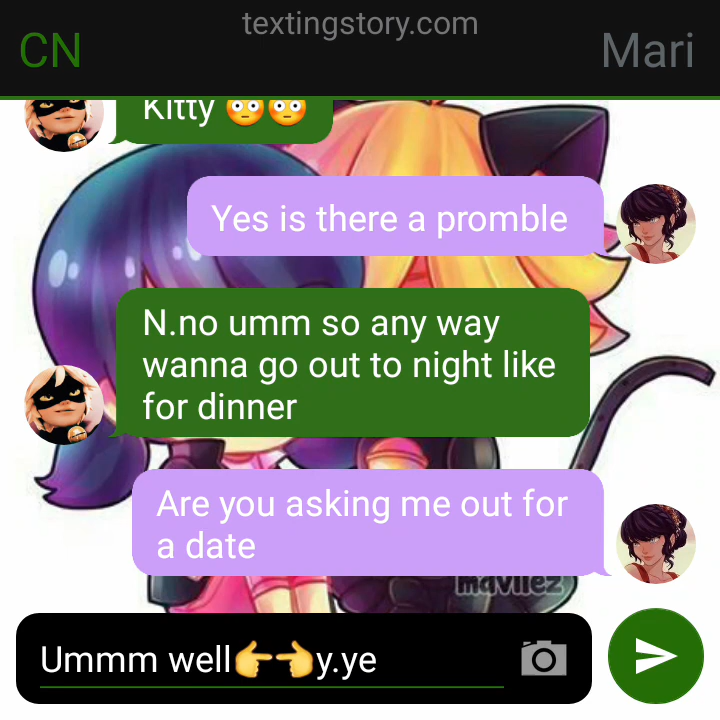 textingstory.com
CN
Mari
Kitty 😳😳
Yes is there a promble
N.no umm so any way
wanna go out to night like
for dinner
Are you asking me out for
a date
mavilez
Ummm well👉👈y.ye